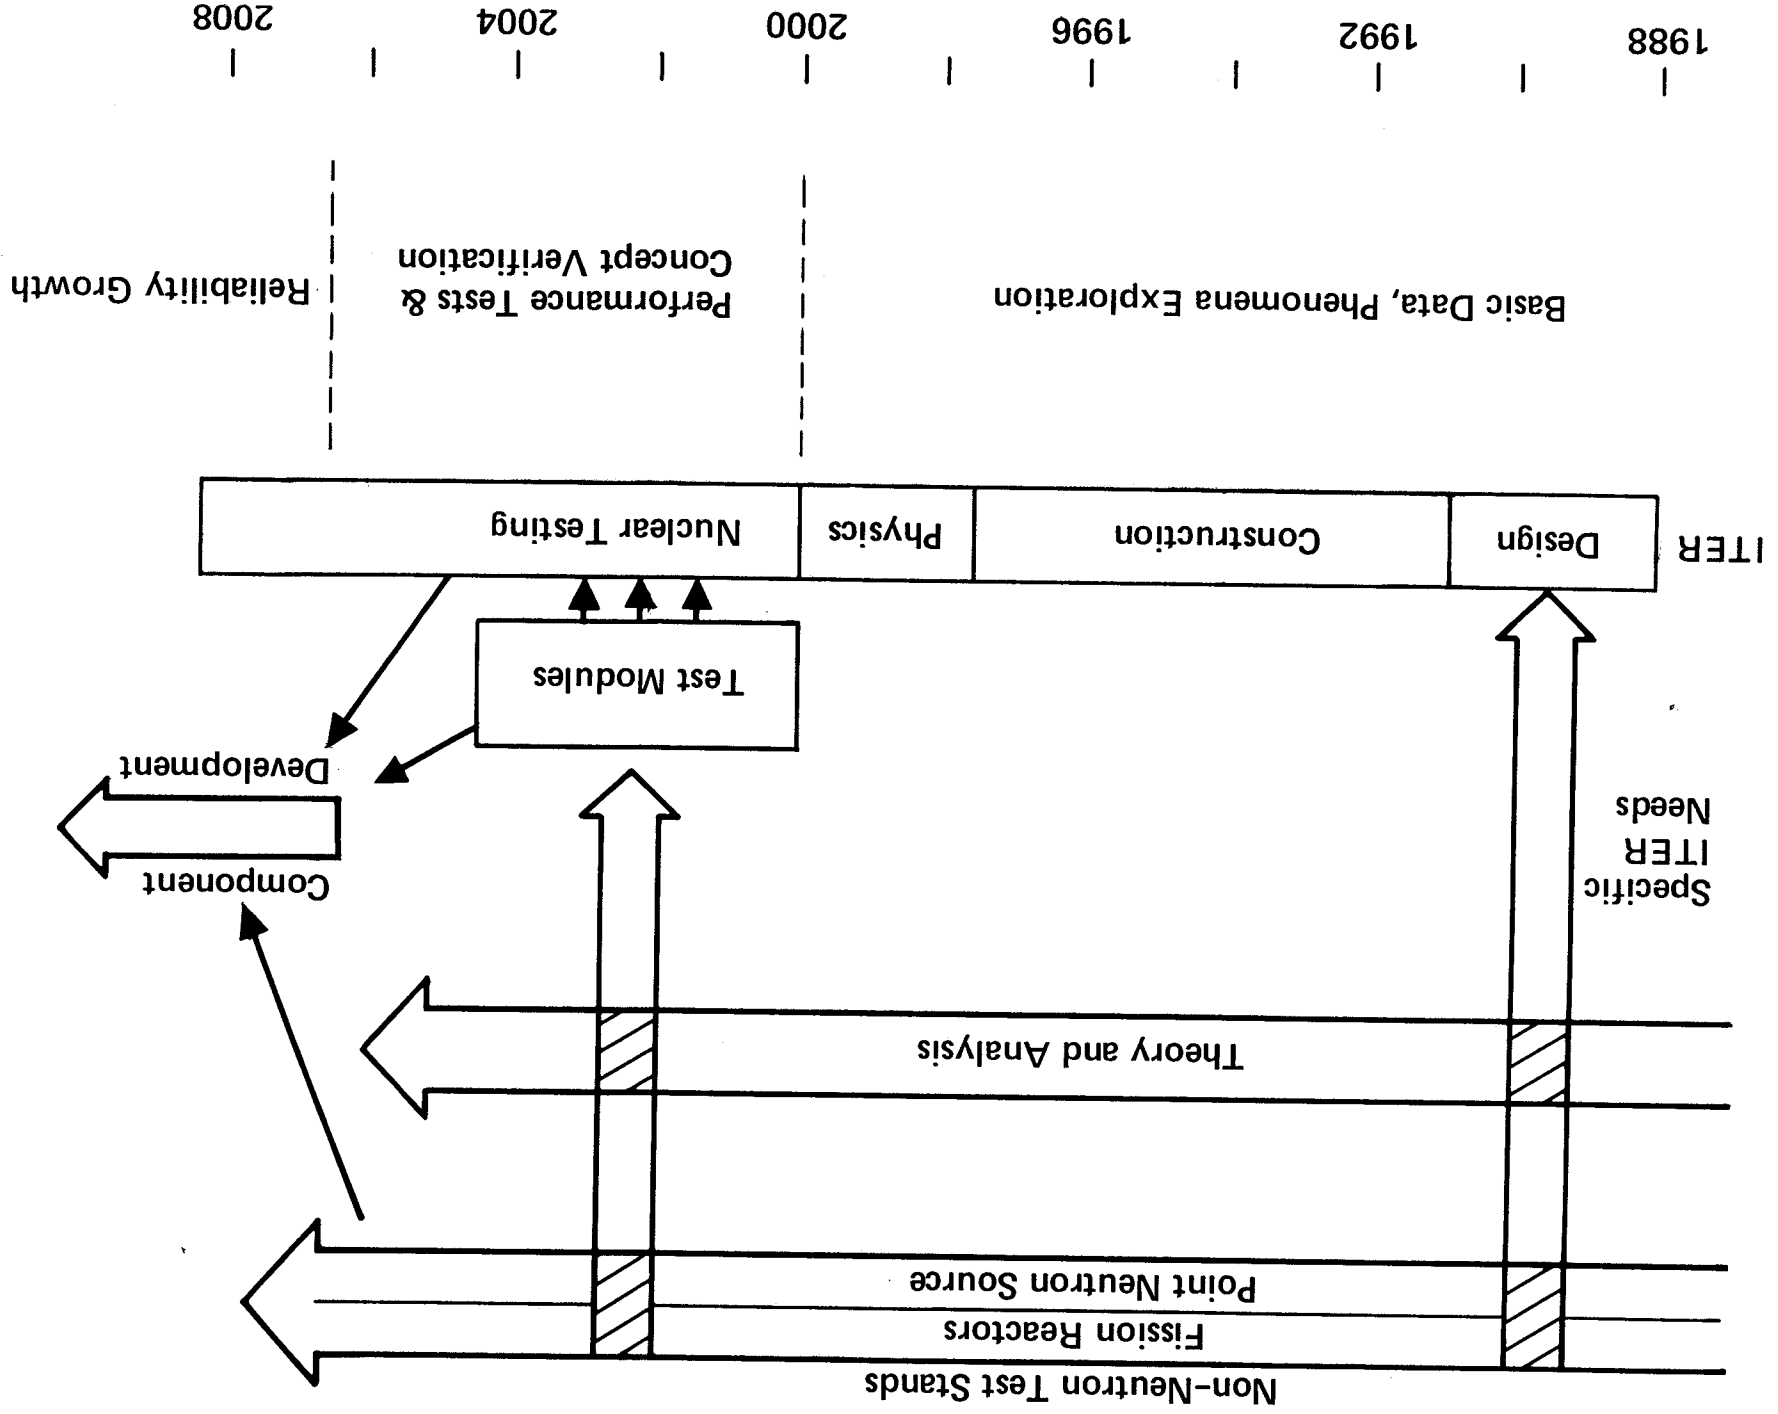 Non-Neutron Test Stands
Fission Reactors
Point Neutron Source
Theory and Analysis
Specific
ITER
Needs
Component
Development
Test Modules
ITER
Design
Construction
Physics
Nuclear Testing
Basic Data, Phenomena Exploration
Performance Tests &
Concept Verification
Reliability Growth
1988
1992
1996
2000
2004
2008